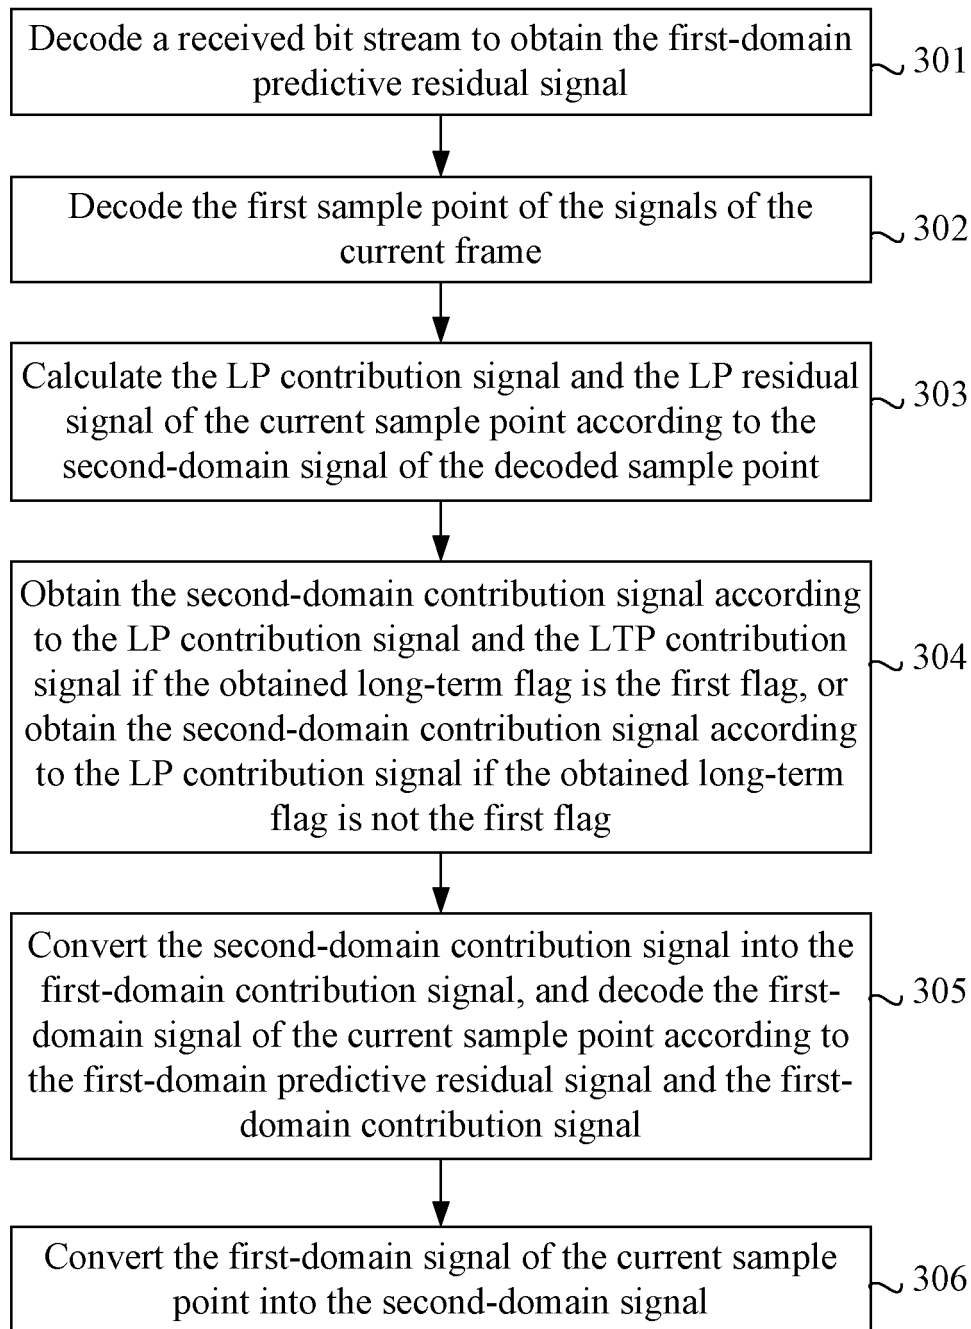 Decode a received bit stream to obtain the first-domain
predictive residual signal
301
Decode the first sample point of the signals of the
current frame
302
Calculate the LP contribution signal and the LP residual
signal of the current sample point according to the
second-domain signal of the decoded sample point
303
Obtain the second-domain contribution signal according
to the LP contribution signal and the LTP contribution
signal if the obtained long-term flag is the first flag, or
obtain the second-domain contribution signal according
to the LP contribution signal if the obtained long-term
flag is not the first flag
304
Convert the second-domain contribution signal into the
first-domain contribution signal, and decode the first-
domain signal of the current sample point according to
the first-domain predictive residual signal and the first-
domain contribution signal
305
Convert the first-domain signal of the current sample
point into the second-domain signal
306